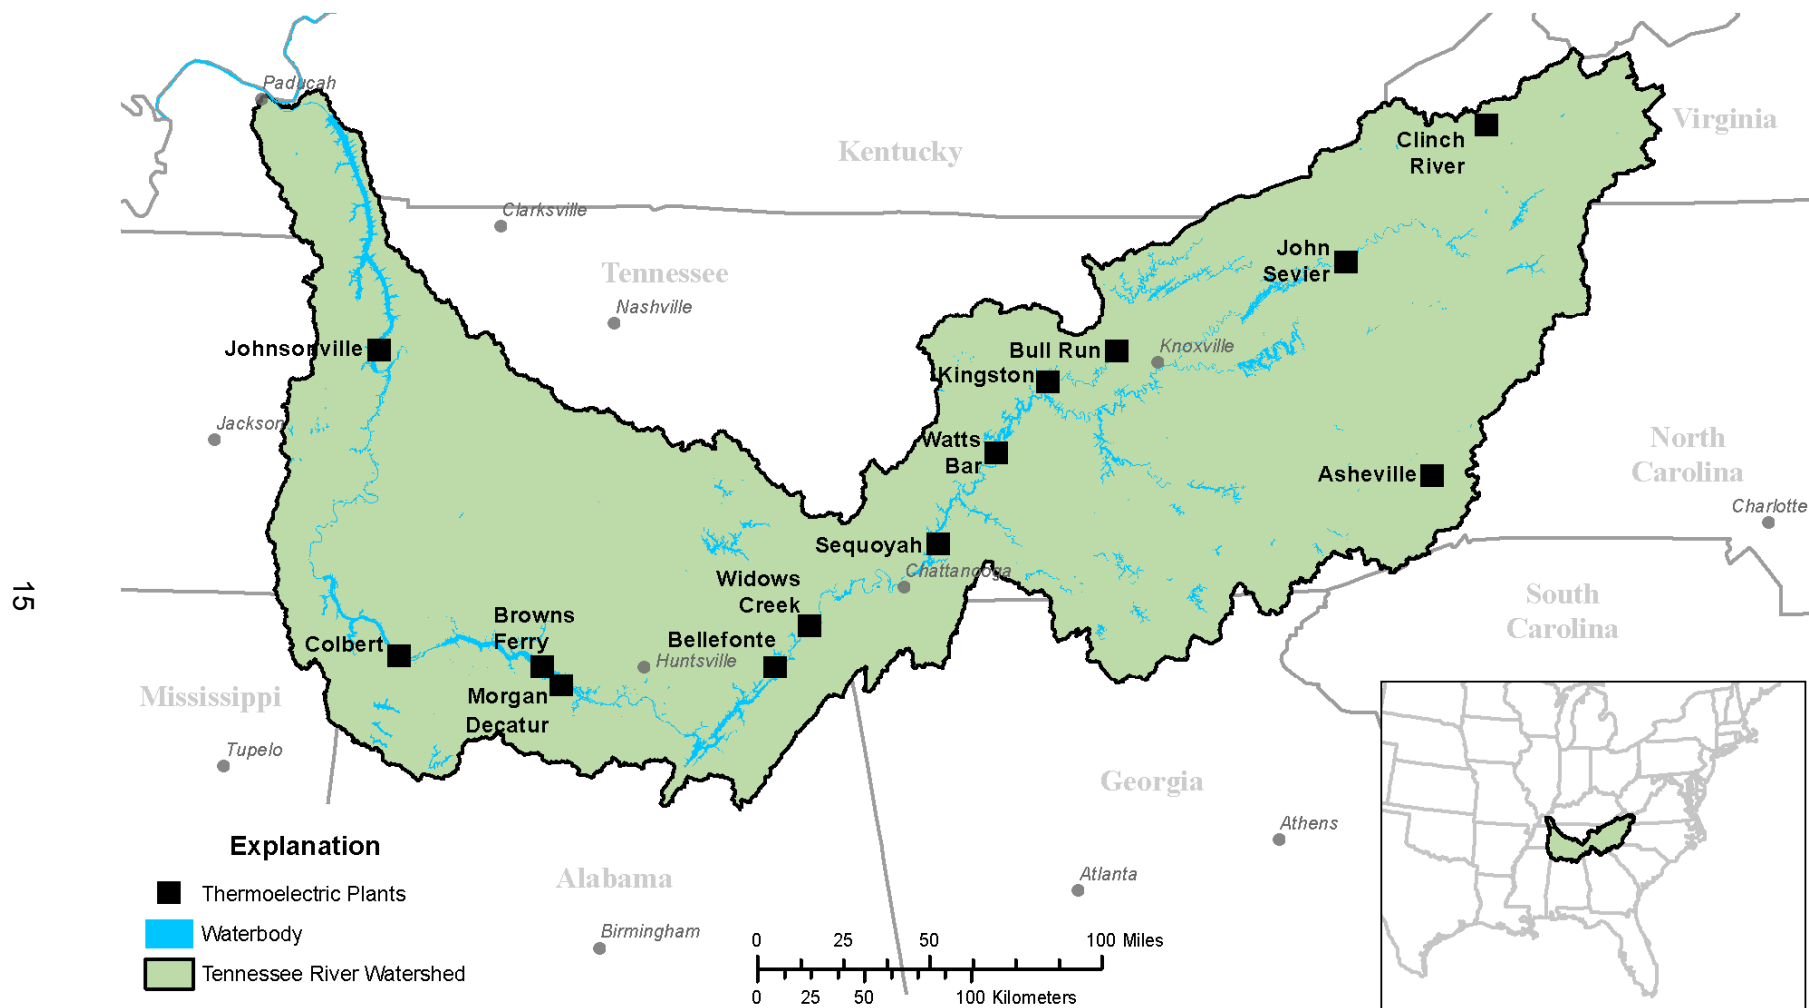 Paducah
Virginia
Clinch
River
Kentucky
Clarksville
John
Sevier
Tennessee
Nashville
Johnsonville
Bull Run
Knoxville
Kingston
Jackson
Watts
Bar
North
Carolina
Asheville
Charlotte
Sequoyah
Chattanooga
Widows
Creek
15
South
Carolina
Browns
Ferry
Colbert
Bellefonte
Huntsville
Morgan
Decatur
Mississippi
Tupelo
Georgia
Athens
Explanation
Thermoelectric Plants
Waterbody
Tennessee River Watershed
Alabama
Atlanta
Birmingham
0 25 50 100 Miles
0 25 50 100 Kilometers